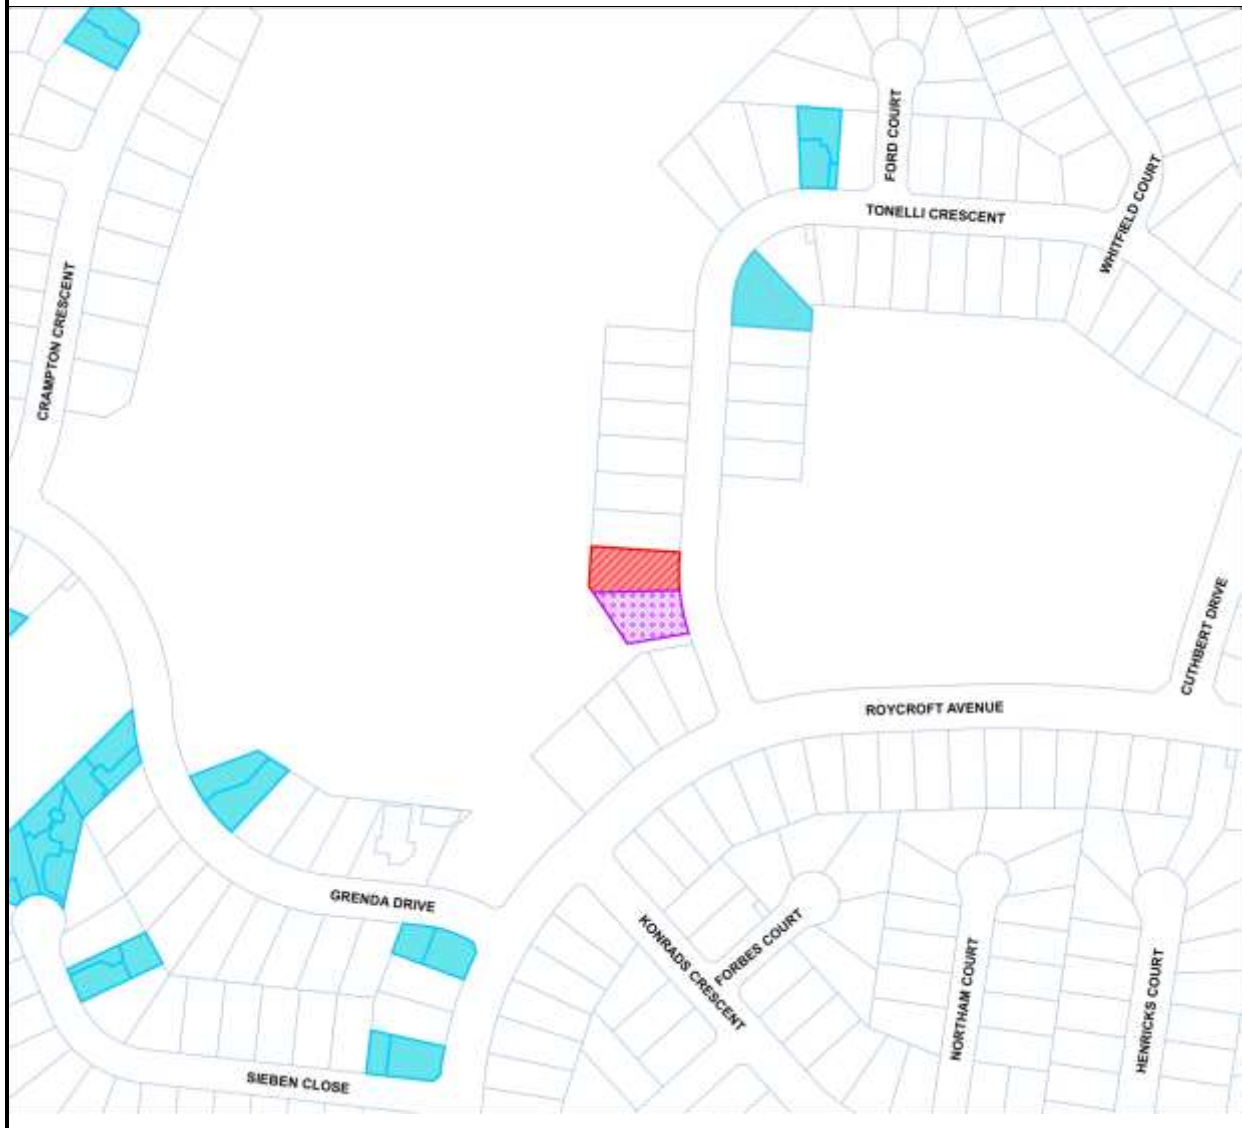 FORD COURT
WHITFIELD COURT
TONELLI CRESCENT
CRAMPTON CRESCENT
CUTHBERT DRIVE
ROYCROFT AVENUE
GRENDA DRIVE
KONRADS CRESCENT
FORBES COURT
NORTHAM COURT
HENRICKS COURT
SIEBEN CLOSE